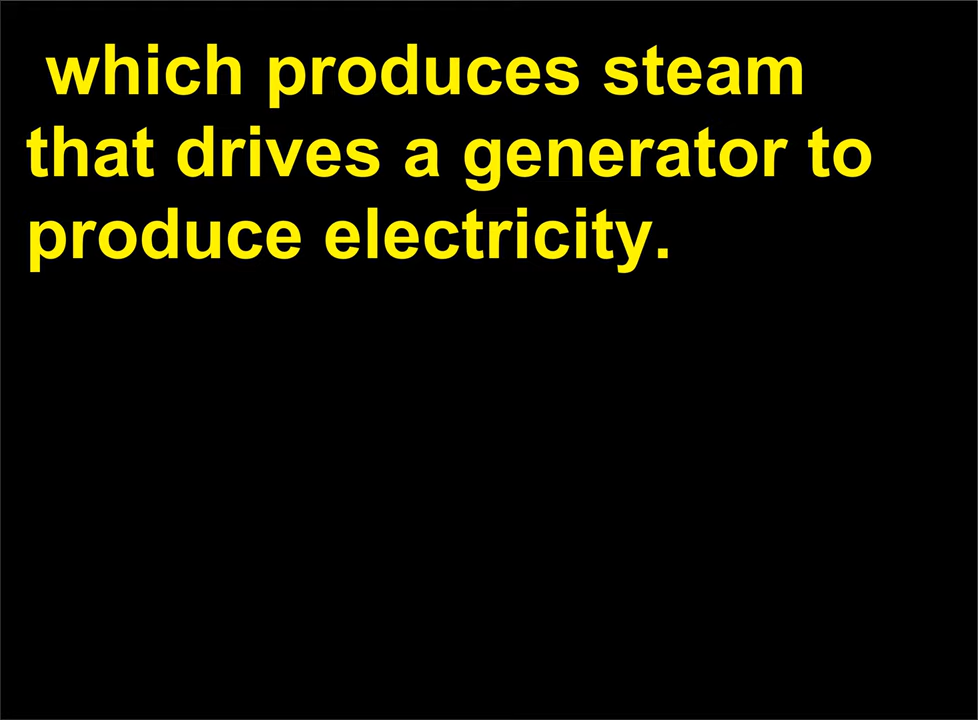 which produces steam
that drives a generator to
produce electricity.